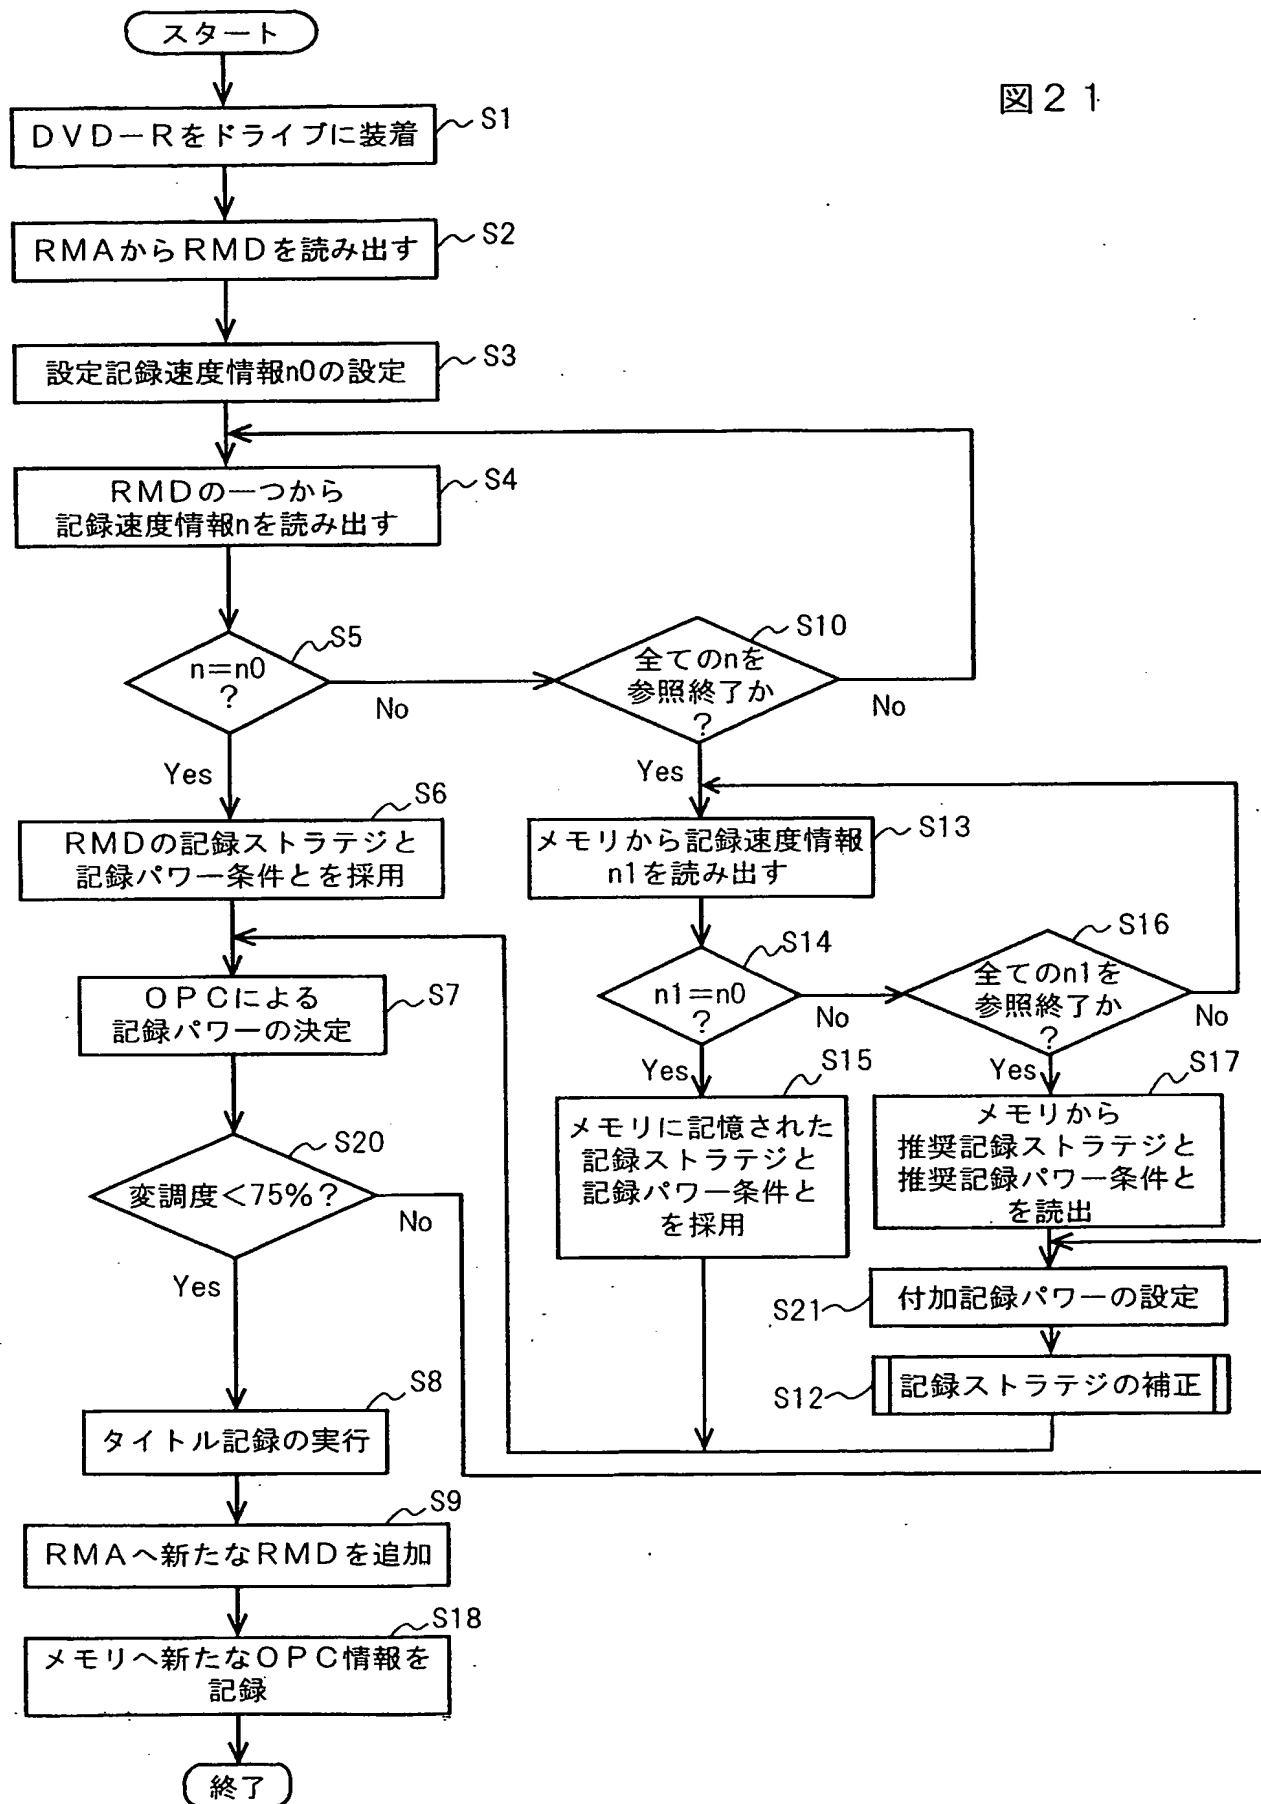 スタート
図21
DVD－Rをドライブに装着
S1
RMAからRMDを読み出す
S2
設定記録速度情報n0の設定
S3
RMDの一つから
記録速度情報nを読み出す
S4
n＝n0
？
S5
No
Yes
全てのnを
参照終了か
？
S10
No
Yes
RMDの記録ストラテジと
記録パワー条件とを採用
S6
メモリから記録速度情報
n1を読み出す
S13
OPCによる
記録パワーの決定
S7
n1＝n0
？
S14
No
Yes
全てのn1を
参照終了か
？
S16
No
Yes
メモリに記憶された
記録ストラテジと
記録パワー条件と
を採用
S15
メモリから
推奨記録ストラテジと
推奨記録パワー条件と
を読出
S17
変調度＜75%？
S20
No
Yes
付加記録パワーの設定
S21
記録ストラテジの補正
S12
タイトル記録の実行
S8
RMAへ新たなRMDを追加
S9
メモリへ新たなOPC情報を
記録
S18
終了